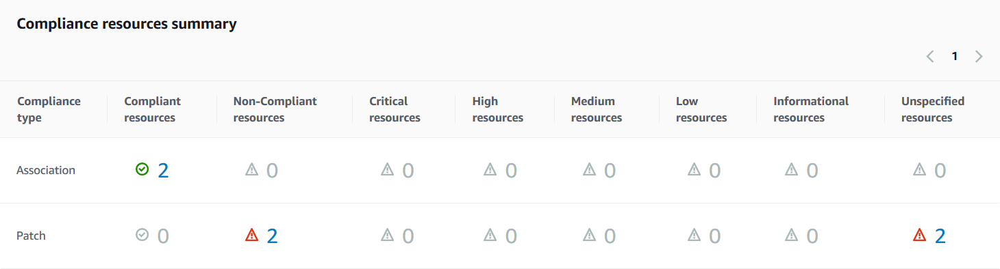 Compliance resources summary
1
Compliance type
Compliant resources
Non-Compliant resources
Critical resources
High resources
Medium resources
Low resources
Informational resources
Unspecified resources
Association 2 0 0 0 0 0 0 0
Patch 0 2 0 0 0 0 0 2